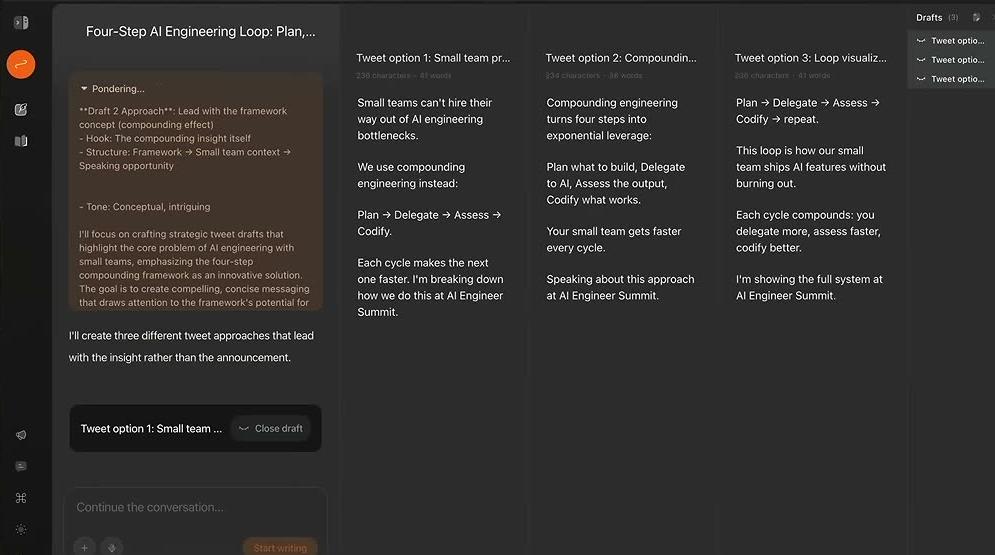 Four-Step AI Engineering Loop: Plan,...
Pondering...
**Draft 2 Approach**: Lead with the framework
concept (compounding effect)
- Hook: The compounding insight itself
- Structure: Framework → Small team context →
Speaking opportunity
- Tone: Conceptual, intriguing
I'll focus on crafting strategic tweet drafts that
highlight the core problem of AI engineering with
small teams, emphasizing the four-step
compounding framework as an innovative solution.
The goal is to create compelling, concise messaging
that draws attention to the framework's potential for
I'll create three different tweet approaches that lead
with the insight rather than the announcement.
Tweet option 1: Small team ...
Close draft
Continue the conversation...
Start writing
Tweet option 1: Small team pr...
236 characters · 41 words
Small teams can't hire their
way out of AI engineering
bottlenecks.
We use compounding
engineering instead:
Plan → Delegate → Assess →
Codify.
Each cycle makes the next
one faster. I'm breaking down
how we do this at AI Engineer
Summit.
Tweet option 2: Compoundin...
234 characters · 36 words
Compounding engineering
turns four steps into
exponential leverage:
Plan what to build, Delegate
to AI, Assess the output,
Codify what works.
Your small team gets faster
every cycle.
Speaking about this approach
at AI Engineer Summit.
Tweet option 3: Loop visualiz...
206 characters · 41 words
Plan → Delegate → Assess →
Codify → repeat.
This loop is how our small
team ships AI features without
burning out.
Each cycle compounds: you
delegate more, assess faster,
codify better.
I'm showing the full system at
AI Engineer Summit.
Drafts (3)
Tweet optio...
Tweet optio...
Tweet optio...